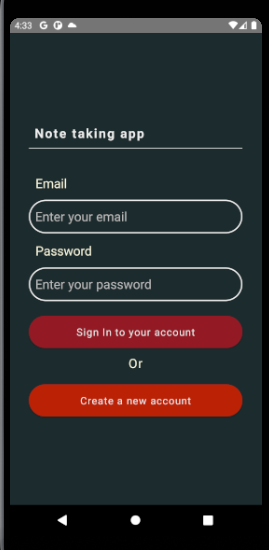 4:33 G
Note taking app
Email
Enter your email
Password
Enter your password
Sign In to your account
Or
Create a new account